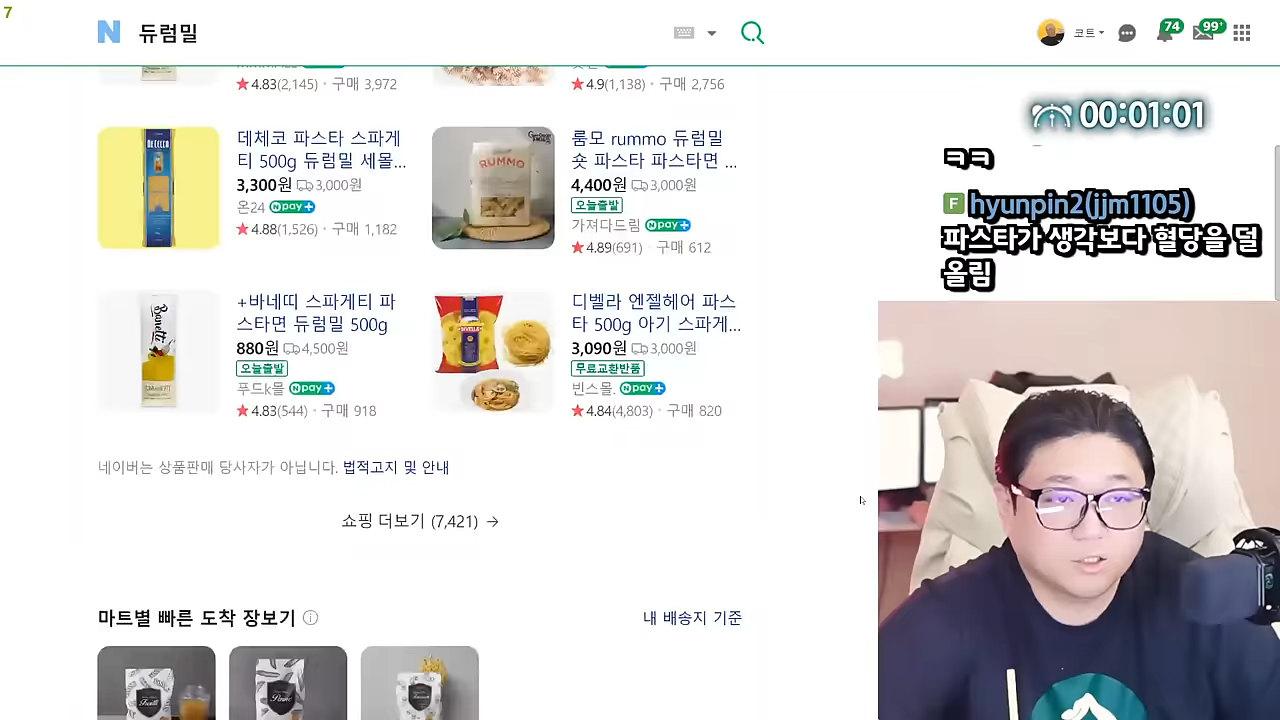 7
N 듀럼밀
코트
74
99+
4.83(2,145) · 구매 3,972
4.9(1,138) · 구매 2,756
데체코 파스타 스파게
티 500g 듀럼밀 세몰...
3,300원 3,000원
온24 N pay+
4.88(1,526) · 구매 1,182
DE CECCO
룸모 rummo 듀럼밀
숏 파스타 파스타면 ...
4,400원 3,000원
오늘출발
가져다드림 N pay+
4.89(691) · 구매 612
RUMMO
+바네띠 스파게티 파
스타면 듀럼밀 500g
880원 4,500원
오늘출발
푸드k몰 N pay+
4.83(544) · 구매 918
Banetti
디벨라 엔젤헤어 파스
타 500g 아기 스파게...
3,090원 3,000원
무료교환반품
빈스몰. N pay+
4.84(4,803) · 구매 820
DIVELLA
네이버는 상품판매 당사자가 아닙니다. 법적고지 및 안내
쇼핑 더보기 (7,421) →
마트별 빠른 도착 장보기
내 배송지 기준
00:01:01
ㅋㅋ
F hyunpin2(jjm1105)
파스타가 생각보다 혈당을 덜
올림